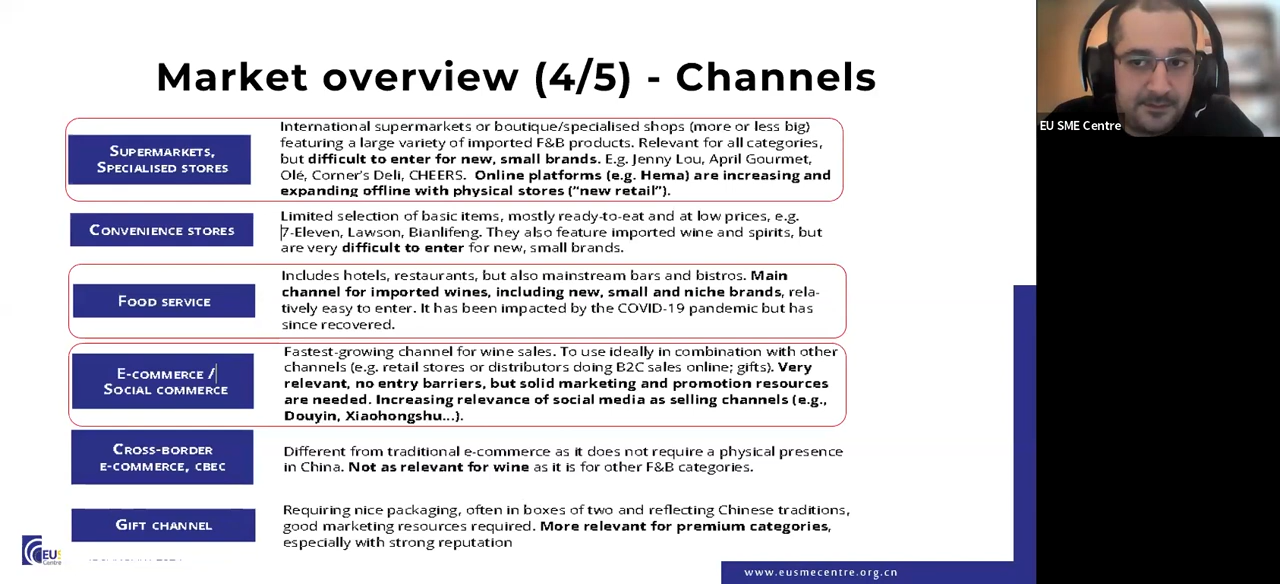 Market overview (4/5) - Channels
EU SME Centre
SUPERMARKETS,
SPECIALISED STORES
International supermarkets or boutique/specialised shops (more or less big)
featuring a large variety of imported F&B products. Relevant for all categories,
but difficult to enter for new, small brands. E.g. Jenny Lou, April Gourmet,
Olé, Corner's Deli, CHEERS. Online platforms (e.g. Hema) are increasing and
expanding offline with physical stores ("new retail").
CONVENIENCE STORES
Limited selection of basic items, mostly ready-to-eat and at low prices, e.g.
7-Eleven, Lawson, Bianlifeng. They also feature imported wine and spirits, but
are very difficult to enter for new, small brands.
FOOD SERVICE
Includes hotels, restaurants, but also mainstream bars and bistros. Main
channel for imported wines, including new, small and niche brands, rela-
tively easy to enter. It has been impacted by the COVID-19 pandemic but has
since recovered.
E-COMMERCE /
SOCIAL COMMERCE
Fastest-growing channel for wine sales. To use ideally in combination with other
channels (e.g. retail stores or distributors doing B2C sales online; gifts). Very
relevant, no entry barriers, but solid marketing and promotion resources
are needed. Increasing relevance of social media as selling channels (e.g.,
Douyin, Xiaohongshu...).
CROSS-BORDER
E-COMMERCE, CBEC
Different from traditional e-commerce as it does not require a physical presence
in China. Not as relevant for wine as it is for other F&B categories.
GIFT CHANNEL
Requiring nice packaging, often in boxes of two and reflecting Chinese traditions,
good marketing resources required. More relevant for premium categories,
especially with strong reputation
EU
Centre
www.eusmecentre.org.cn